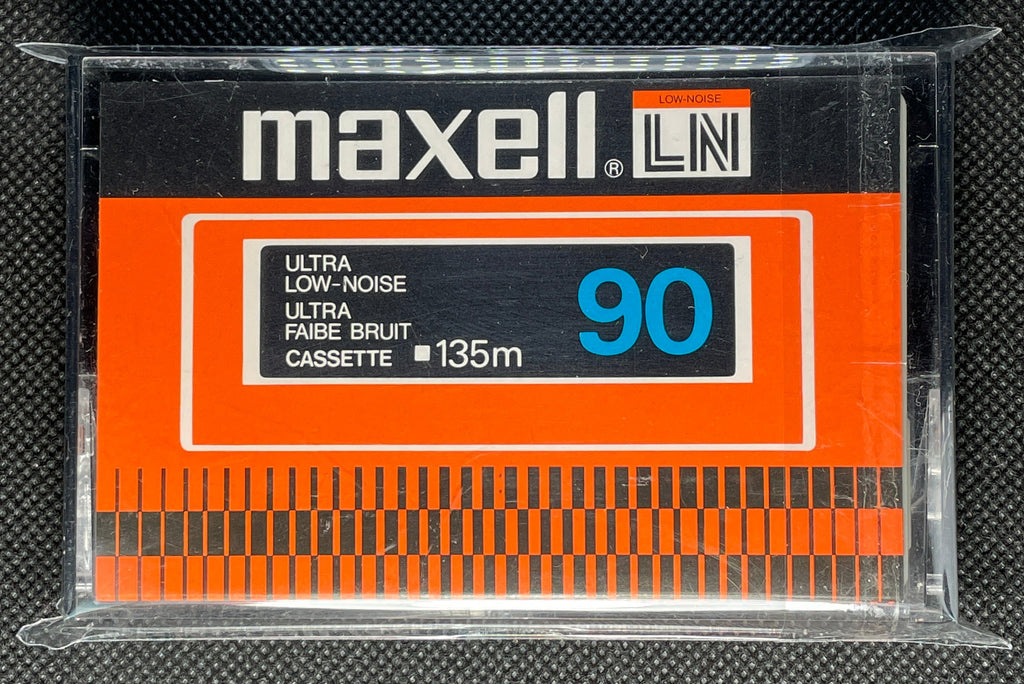 maxell®
LOW-NOISE
LN
ULTRA
LOW-NOISE
ULTRA
FAIBE BRUIT
CASSETTE ■135m
90